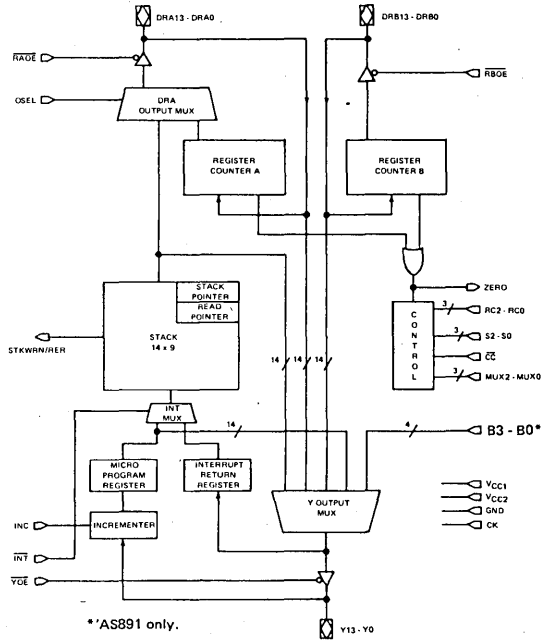 DRA13 - DRA0
DRB13 - DRB0
RAOE
RBOE
OSEL
DRA
OUTPUT MUX
REGISTER
COUNTER A
REGISTER
COUNTER B
ZERO
STACK
POINTER
READ
POINTER
STACK
14 x 9
STKWRN/RER
CONTROL
3
RC2 - RC0
3
S2 - S0
CC
3
MUX2 - MUX0
14
14
14
INT
MUX
14
4
B3 - B0*
MICRO
PROGRAM
REGISTER
INTERRUPT
RETURN
REGISTER
Y OUTPUT
MUX
VCC1
VCC2
GND
CK
INC
INCREMENTER
INT
YOE
*'AS891 only.
Y13 - Y0